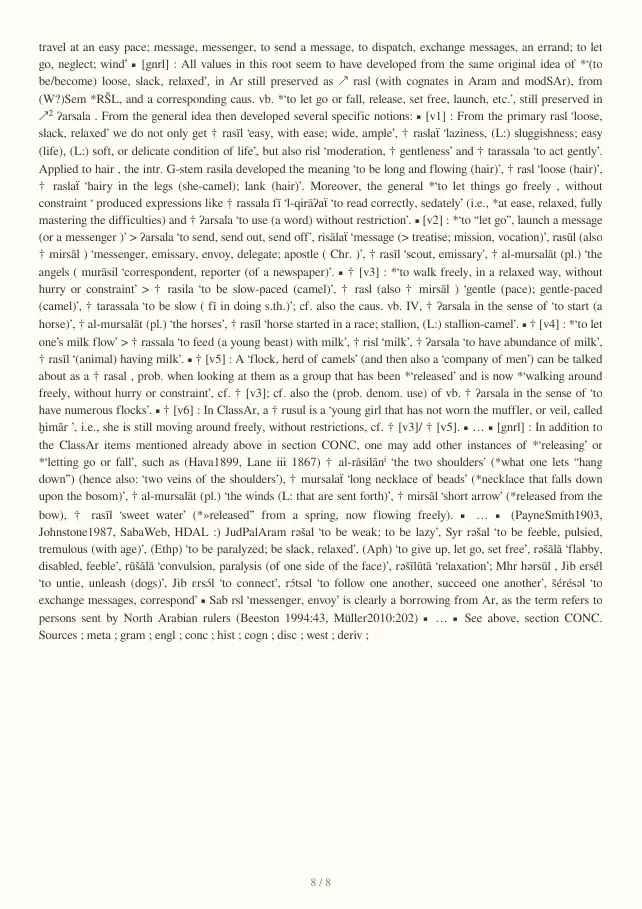 travel at an easy pace; message, messenger, to send a message, to dispatch, exchange messages, an errand; to let
go, neglect; wind’ ▪ [gnrl] : All values in this root seem to have developed from the same original idea of *‘(to
be/become) loose, slack, relaxed’, in Ar still preserved as ↗ rasl (with cognates in Aram and modSAr), from
(W?)Sem *RŠL, and a corresponding caus. vb. *‘to let go or fall, release, set free, launch, etc.’, still preserved in
↗² ʔarsala . From the general idea then developed several specific notions: ▪ [v1] : From the primary rasl ‘loose,
slack, relaxed’ we do not only get † rasīl ‘easy, with ease; wide, ample’, † raslaẗ ‘laziness, (L:) sluggishness; easy
(life), (L:) soft, or delicate condition of life’, but also risl ‘moderation, † gentleness’ and † tarassala ‘to act gently’.
Applied to hair , the intr. G-stem rasila developed the meaning ‘to be long and flowing (hair)’, † rasl ‘loose (hair)’,
† raslaẗ ‘hairy in the legs (she-camel); lank (hair)’. Moreover, the general *‘to let things go freely , without
constraint ‘ produced expressions like † rassala fī ‘l-qirāʔaẗ ‘to read correctly, sedately’ (i.e., *at ease, relaxed, fully
mastering the difficulties) and † ʔarsala ‘to use (a word) without restriction’. ▪ [v2] : *‘to “let go”, launch a message
(or a messenger )’ > ʔarsala ‘to send, send out, send off’, risālaẗ ‘message (> treatise; mission, vocation)’, rasūl (also
† mirsāl ) ‘messenger, emissary, envoy, delegate; apostle ( Chr. )’, † rasīl ‘scout, emissary’, † al-mursalāt (pl.) ‘the
angels ( murāsil ‘correspondent, reporter (of a newspaper)’. ▪ † [v3] : *‘to walk freely, in a relaxed way, without
hurry or constraint’ > † rasila ‘to be slow-paced (camel)’, † rasl (also † mirsāl ) ‘gentle (pace); gentle-paced
(camel)’, † tarassala ‘to be slow ( fī in doing s.th.)’; cf. also the caus. vb. IV, † ʔarsala in the sense of ‘to start (a
horse)’, † al-mursalāt (pl.) ‘the horses’, † rasīl ‘horse started in a race; stallion, (L:) stallion-camel’. ▪ † [v4] : *‘to let
one’s milk flow’ > † rassala ‘to feed (a young beast) with milk’, † risl ‘milk’, † ʔarsala ‘to have abundance of milk’,
† rasīl ‘(animal) having milk’. ▪ † [v5] : A ‘flock, herd of camels’ (and then also a ‘company of men’) can be talked
about as a † rasal , prob. when looking at them as a group that has been *‘released’ and is now *‘walking around
freely, without hurry or constraint’, cf. † [v3]; cf. also the (prob. denom. use) of vb. † ʔarsala in the sense of ‘to
have numerous flocks’. ▪ † [v6] : In ClassAr, a † rusul is a ‘young girl that has not worn the muffler, or veil, called
ḫimār ’, i.e., she is still moving around freely, without restrictions, cf. † [v3]/ † [v5]. ▪ … ▪ [gnrl] : In addition to
the ClassAr items mentioned already above in section CONC, one may add other instances of *‘releasing’ or
*‘letting go or fall’, such as (Hava1899, Lane iii 1867) † al-rāsilānⁱ ‘the two shoulders’ (*what one lets “hang
down”) (hence also: ‘two veins of the shoulders’), † mursalaẗ ‘long necklace of beads’ (*necklace that falls down
upon the bosom)’, † al-mursalāt (pl.) ‘the winds (L: that are sent forth)’, † mirsāl ‘short arrow’ (*released from the
bow), † rasīl ‘sweet water’ (*»released” from a spring, now flowing freely). ▪ … ▪ (PayneSmith1903,
Johnstone1987, SabaWeb, HDAL :) JudPalAram rəšal ‘to be weak; to be lazy’, Syr rəšal ‘to be feeble, pulsied,
tremulous (with age)’, (Ethp) ‘to be paralyzed; be slack, relaxed’, (Aph) ‘to give up, let go, set free’, rəšālā ‘flabby,
disabled, feeble’, rūšālā ‘convulsion, paralysis (of one side of the face)’, rəšīlūtā ‘relaxation’; Mhr hərsūl , Jib ersél
‘to untie, unleash (dogs)’, Jib ersɔ́l ‘to connect’, rɔ́tsəl ‘to follow one another, succeed one another’, šérésəl ‘to
exchange messages, correspond’ ▪ Sab rsl ‘messenger, envoy’ is clearly a borrowing from Ar, as the term refers to
persons sent by North Arabian rulers (Beeston 1994:43, Müller2010:202) ▪ … ▪ See above, section CONC.
Sources ; meta ; gram ; engl ; conc ; hist ; cogn ; disc ; west ; deriv ;
8 / 8